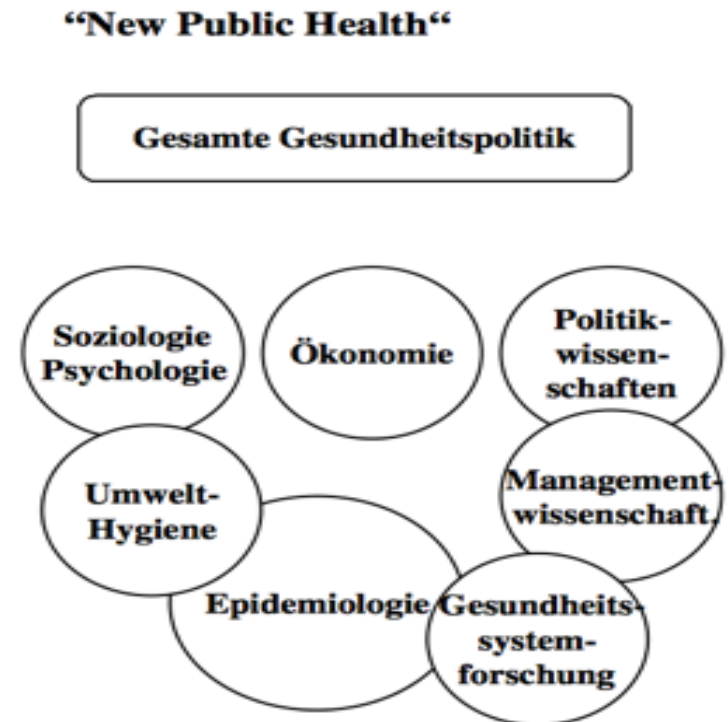 “New Public Health“
Gesamte Gesundheitspolitik
Soziologie
Psychologie
Ökonomie
Politik-
wissen-
schaften
Umwelt-
Hygiene
Management-
wissenschaft.
Epidemiologie
Gesundheits-
system-
forschung